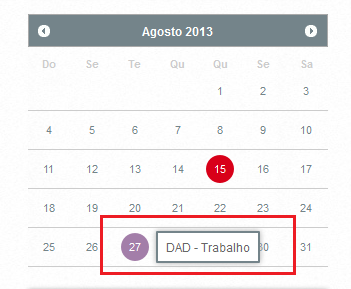 Agosto 2013
Do Se Te Qu Qu Se Sa
1 2 3
4 5 6 7 8 9 10
11 12 13 14 15 16 17
18 19 20 21 22 23 24
25 26 27 DAD - Trabalho 30 31